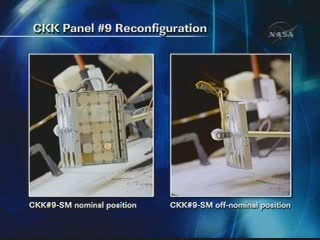 CKK Panel #9 Reconfiguration
NASA
CKK#9-SM nominal position
CKK#9-SM off-nominal position